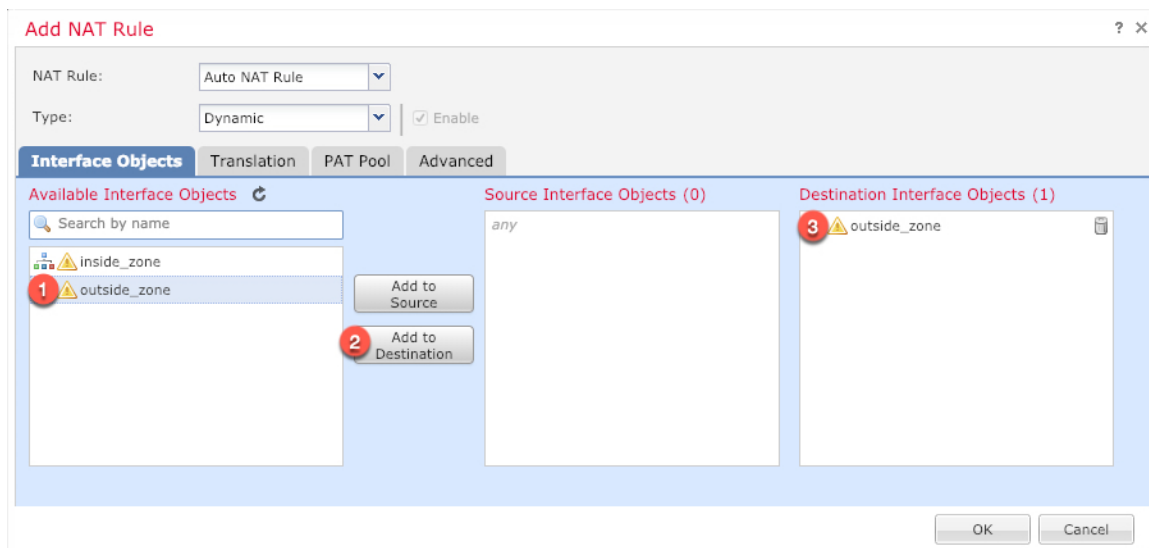 Add NAT Rule
? ×
NAT Rule:
Auto NAT Rule
Type:
Dynamic
Enable
Interface Objects
Translation
PAT Pool
Advanced
Available Interface Objects
Search by name
inside_zone
1
outside_zone
Add to
Source
2
Add to
Destination
Source Interface Objects (0)
any
Destination Interface Objects (1)
3
outside_zone
OK
Cancel